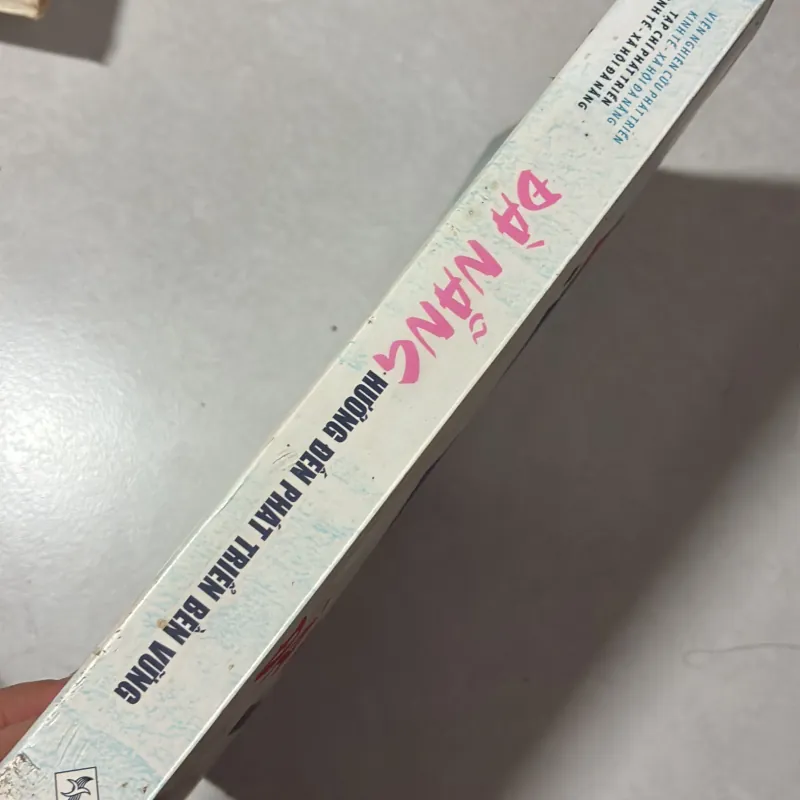 VIỆN NGHIÊN CỨU PHÁT TRIỂN
KINH TẾ - XÃ HỘI ĐÀ NẴNG
TẠP CHÍ PHÁT TRIỂN
KINH TẾ - XÃ HỘI ĐÀ NẴNG
ĐÀ NẴNG
HƯỚNG ĐẾN PHÁT TRIỂN BỀN VỮNG